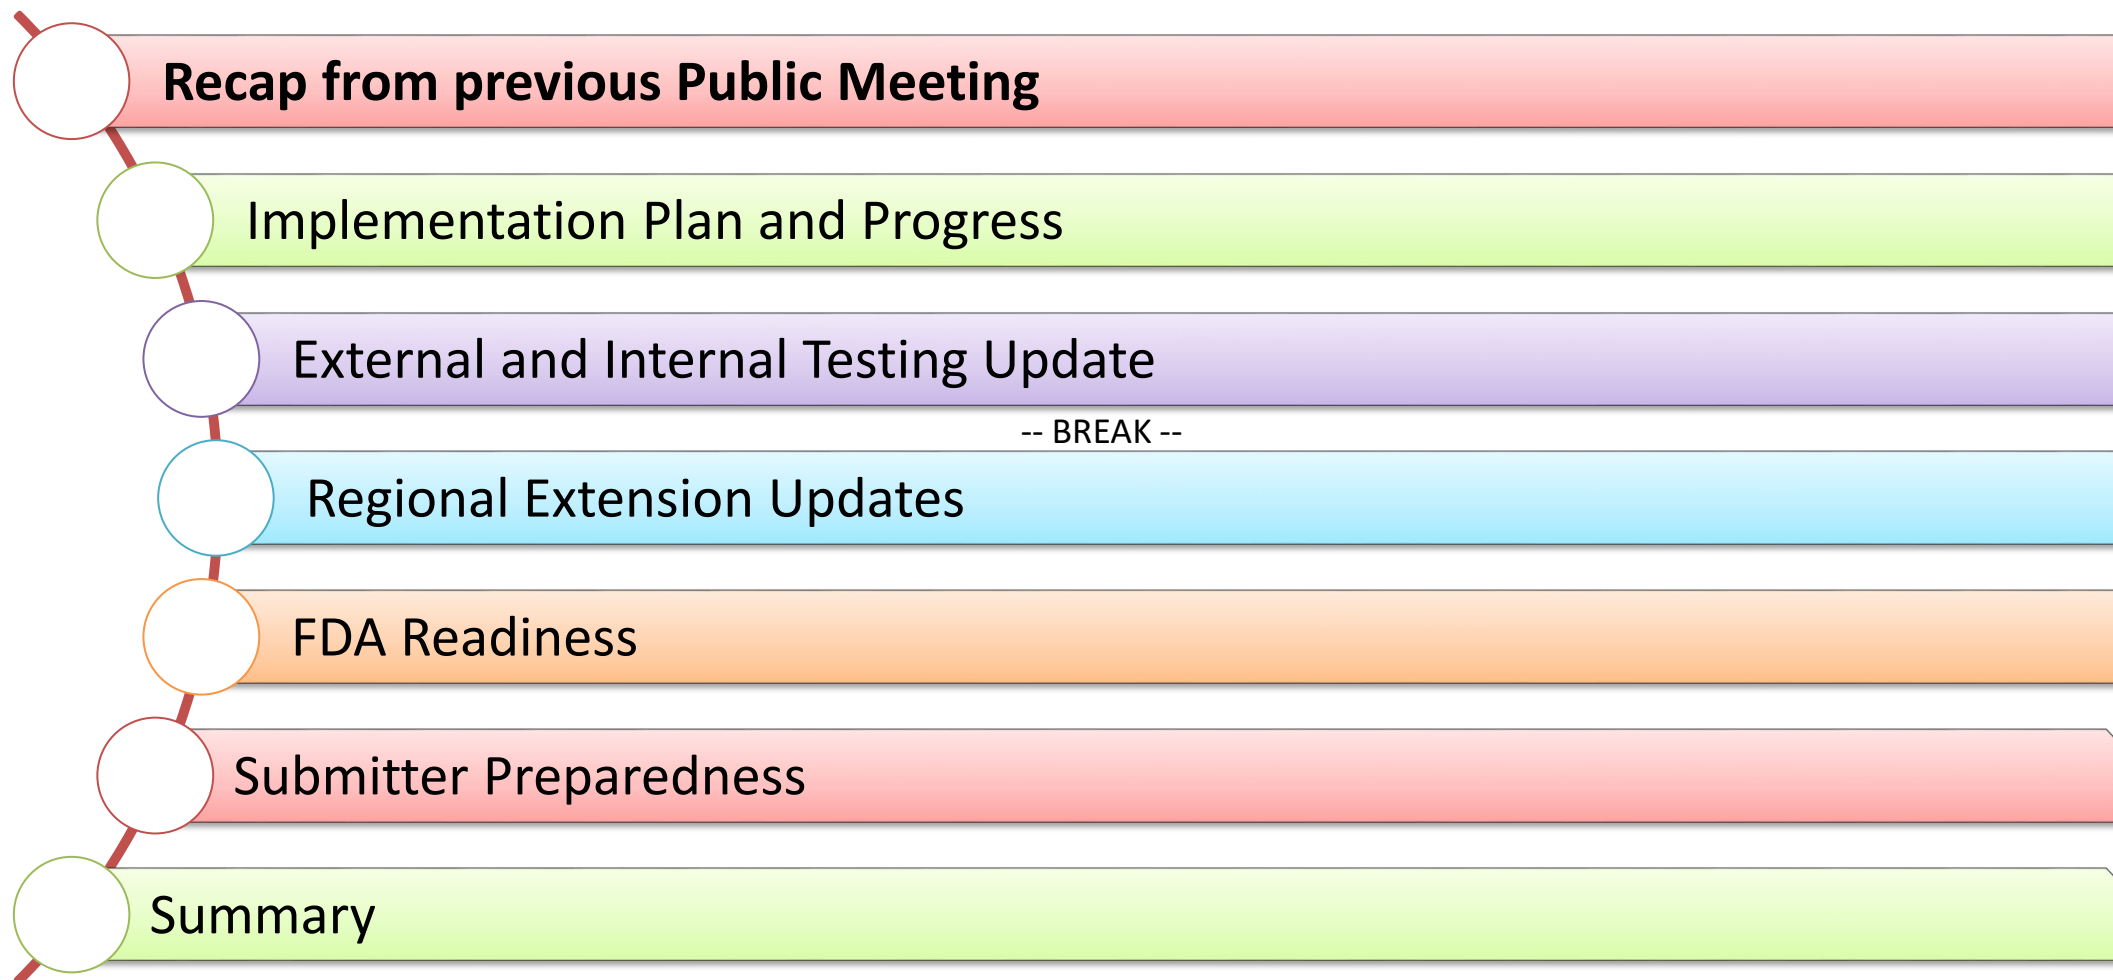 Recap from previous Public Meeting
Implementation Plan and Progress
External and Internal Testing Update
-- BREAK --
Regional Extension Updates
FDA Readiness
Submitter Preparedness
Summary